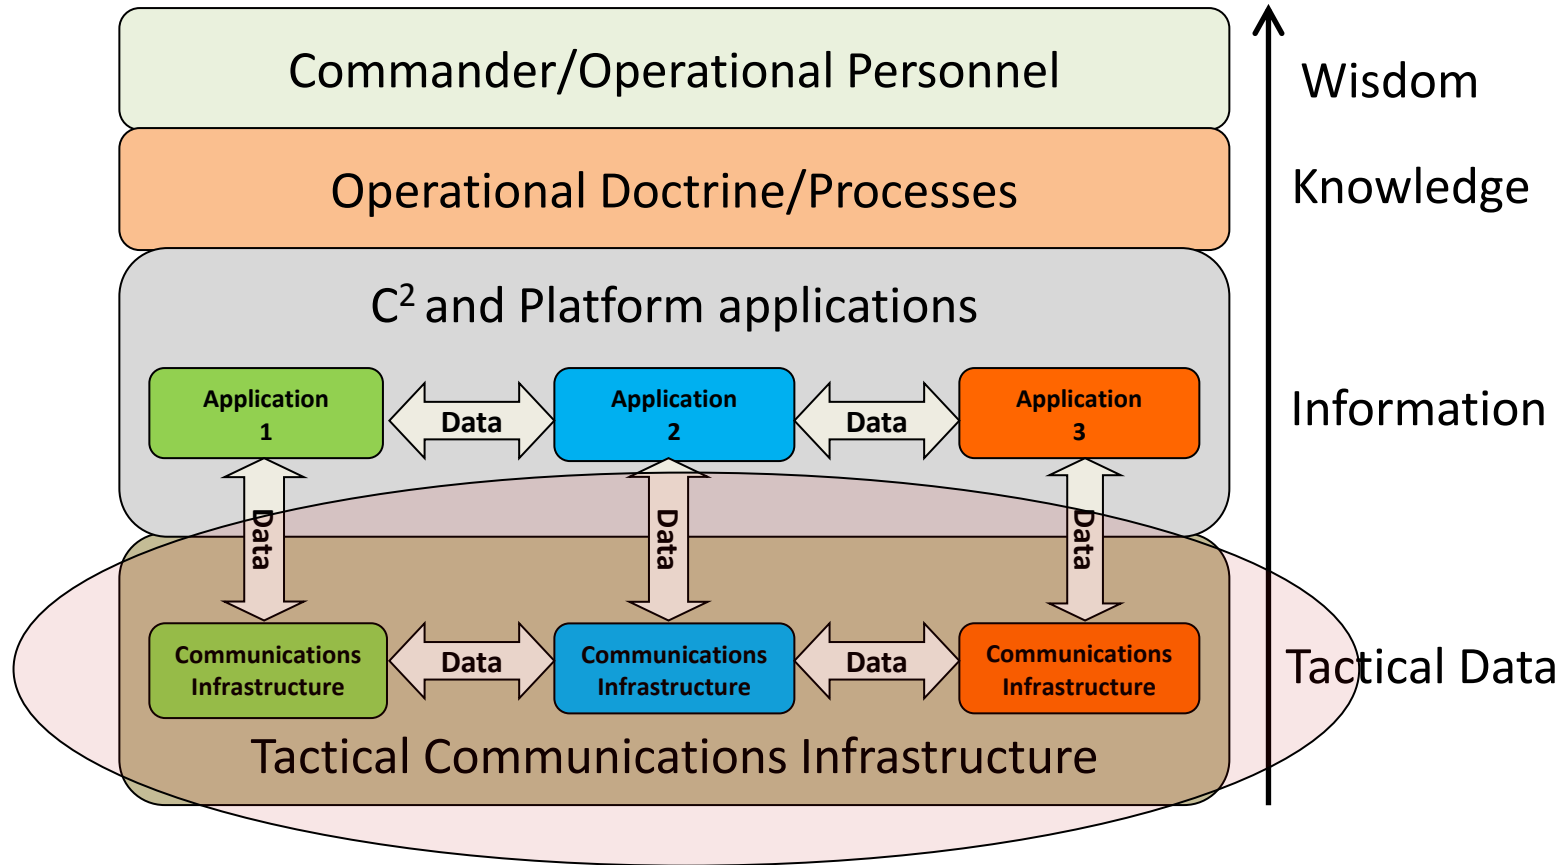 Commander/Operational Personnel
Wisdom
Operational Doctrine/Processes
Knowledge
C² and Platform applications
Application
1
Data
Application
2
Data
Application
3
Information
Data
Data
Data
Communications
Infrastructure
Data
Communications
Infrastructure
Data
Communications
Infrastructure
Tactical Data
Tactical Communications Infrastructure